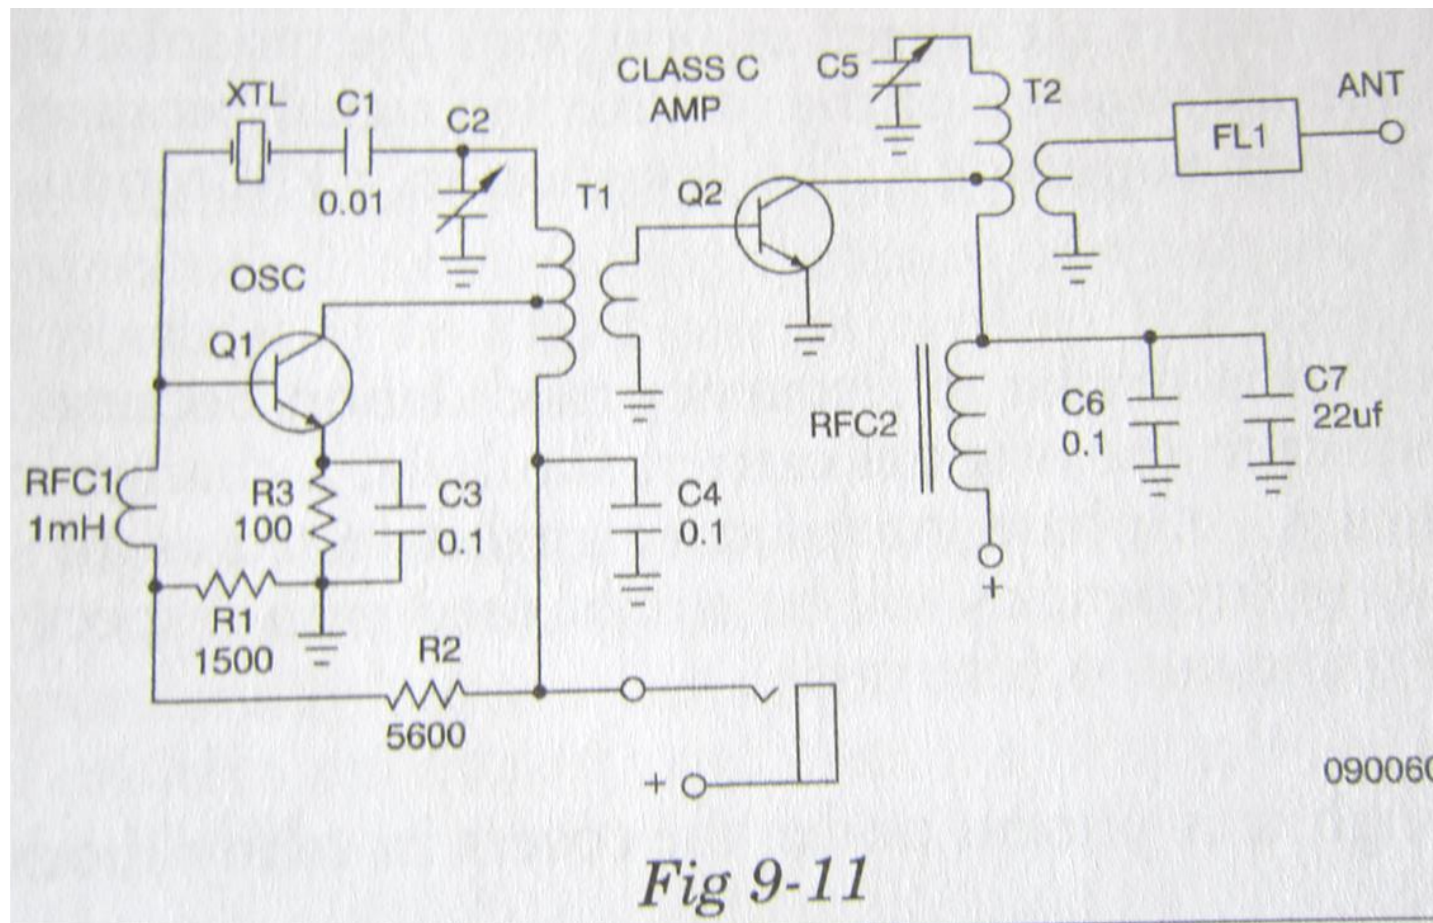 CLASS C
AMP
C5
T2
ANT
XTL
C1
C2
FL1
0.01
T1
Q2
OSC
Q1
RFC1
1mH
R3
100
C3
0.1
C4
0.1
RFC2
C6
0.1
C7
22uf
+
R1
1500
R2
5600
+
090060
Fig 9-11